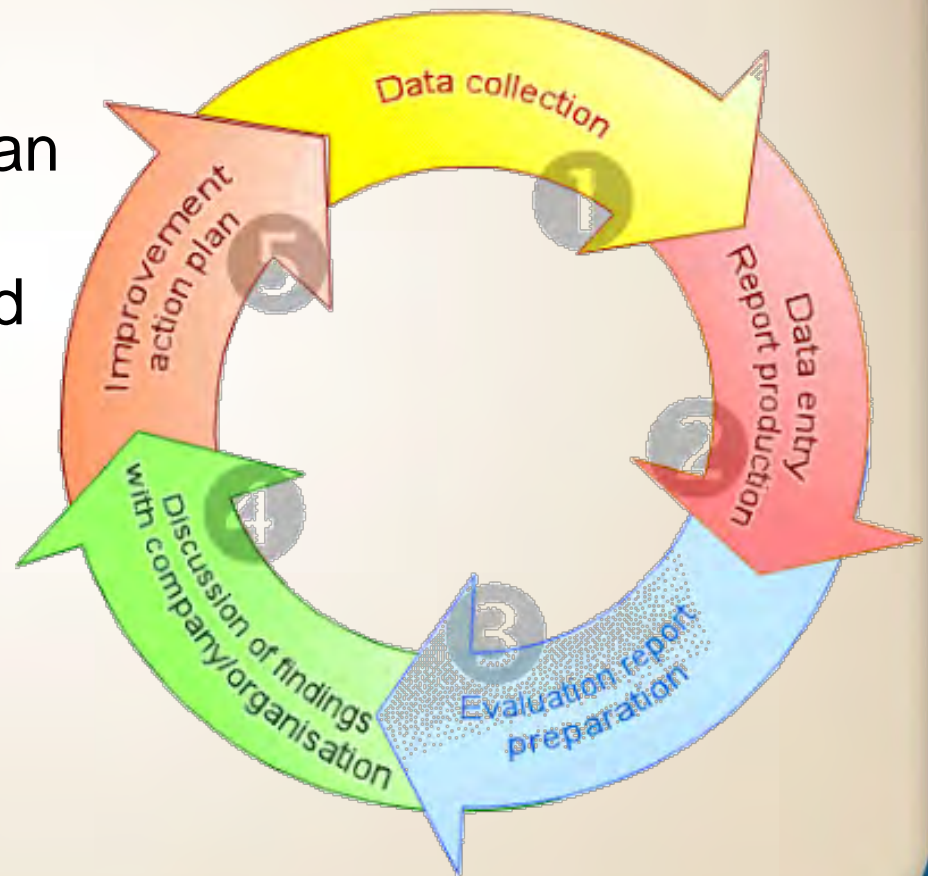 an
d
Data collection
1
Data entry
Report production
2
Evaluation report
preparation
3
Discussion of findings
with company/organisation
4
Improvement
action plan
5